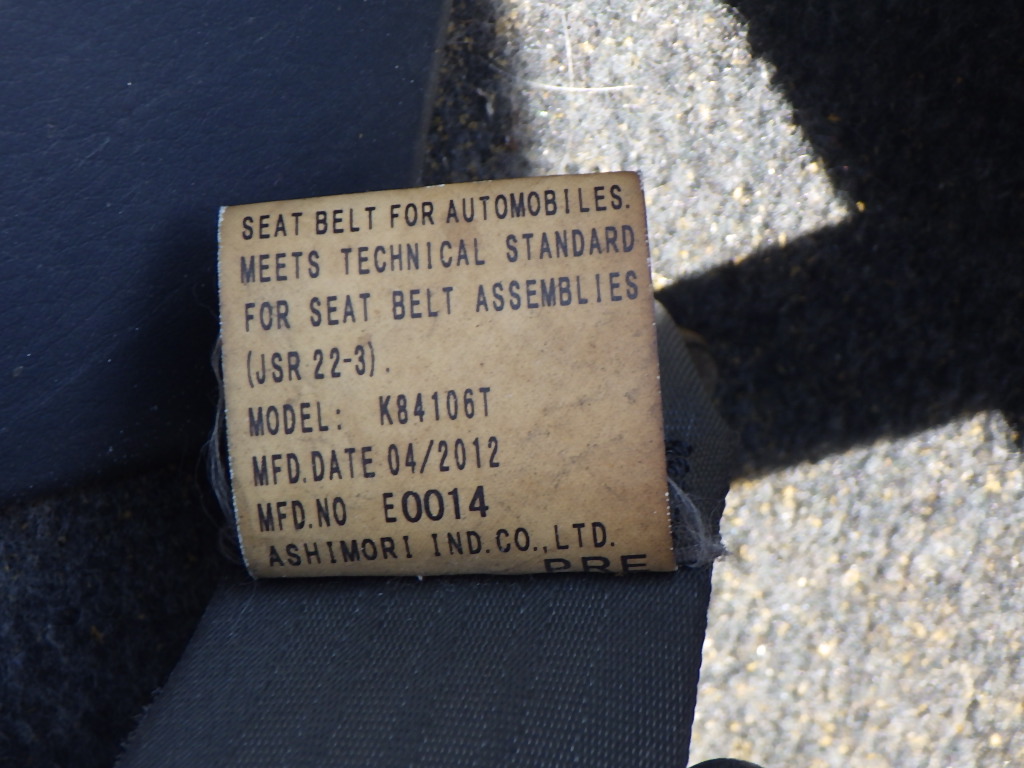 SEAT BELT FOR AUTOMOBILES.
MEETS TECHNICAL STANDARD
FOR SEAT BELT ASSEMBLIES
(JSR 22-3).
MODEL: K84106T
MFD.DATE 04/2012
MFD.NO E0014
ASHIMORI IND.CO.,LTD.
PRE